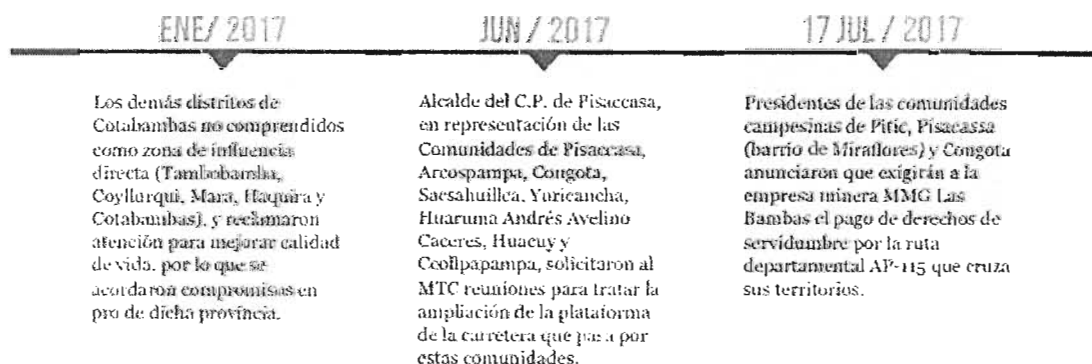 ENE/ 2017
Los demás distritos de
Cotabambas no comprendidos
como zona de influencia
directa (Tambobamba,
Coyllurqui, Mara, Haquira y
Cotabambas), y reclamaron
atención para mejorar calidad
de vida, por lo que se
acordaron compromisos en
pro de dicha provincia.
JUN / 2017
Alcalde del C.P. de Pisaccasa,
en representación de las
Comunidades de Pisaccasa,
Arcospampa, Congota,
Sacsahuillca, Yuricancha,
Huaruma Andrés Avelino
Caceres, Huacuy y
Ccollpapampa, solicitaron al
MTC reuniones para tratar la
ampliación de la plataforma
de la carretera que pasa por
estas comunidades.
17 JUL / 2017
Presidentes de las comunidades
campesinas de Pitic, Pisacassa
(barrio de Miraflores) y Congota
anunciaron que exigirán a la
empresa minera MMG Las
Bambas el pago de derechos de
servidumbre por la ruta
departamental AP-115 que cruza
sus territorios.